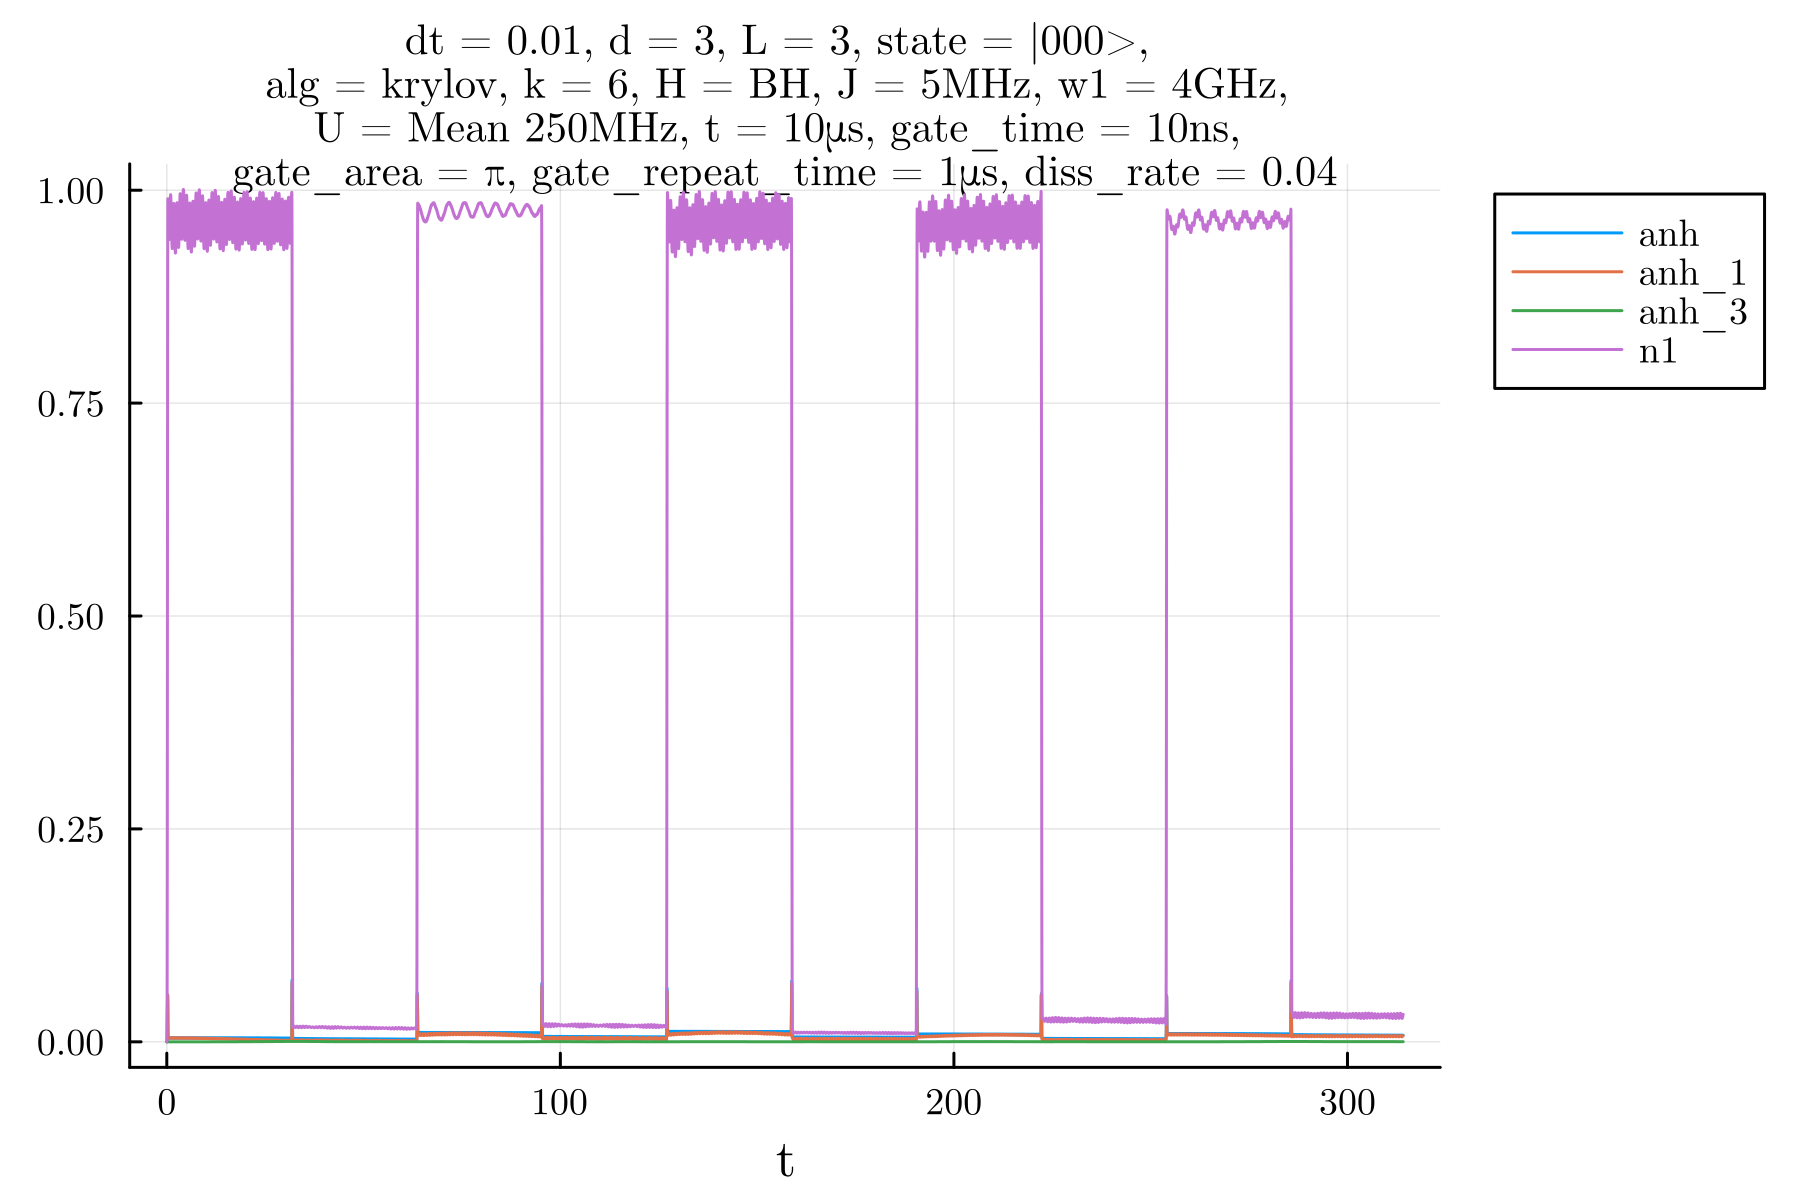 dt = 0.01, d = 3, L = 3, state = |000>,
alg = krylov, k = 6, H = BH, J = 5MHz, w1 = 4GHz,
U = Mean 250MHz, t = 10μs, gate_time = 10ns,
gate_area = π, gate_repeat_time = 1μs, diss_rate = 0.04
1.00
0.75
0.50
0.25
0.00
0
100
200
300
t
anh
anh_1
anh_3
n1